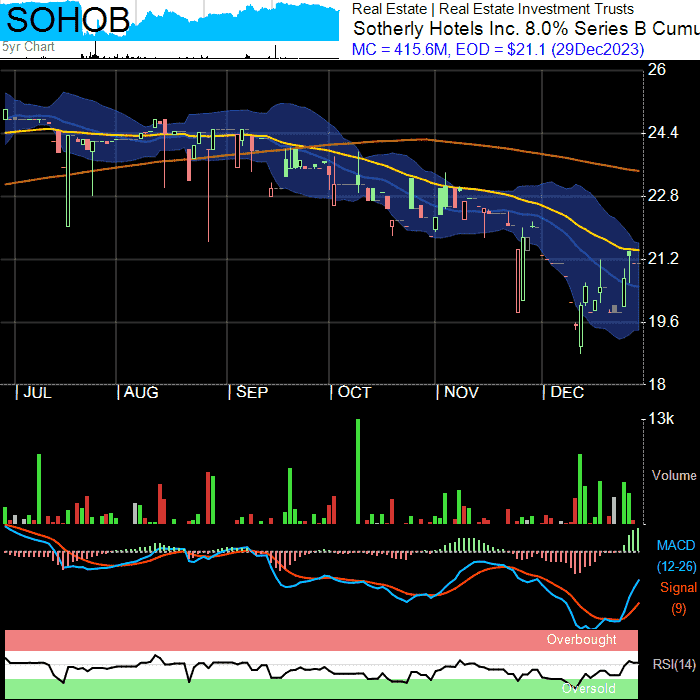 SOHOB
5yr Chart
Real Estate | Real Estate Investment Trusts
Sotherly Hotels Inc. 8.0% Series B Cumu
MC = 415.6M, EOD = $21.1 (29Dec2023)
26
24.4
22.8
21.2
19.6
18
| JUL | AUG | SEP | OCT | NOV | DEC
13k
Volume
MACD
(12-26)
Signal
(9)
Overbought
RSI(14)
Oversold